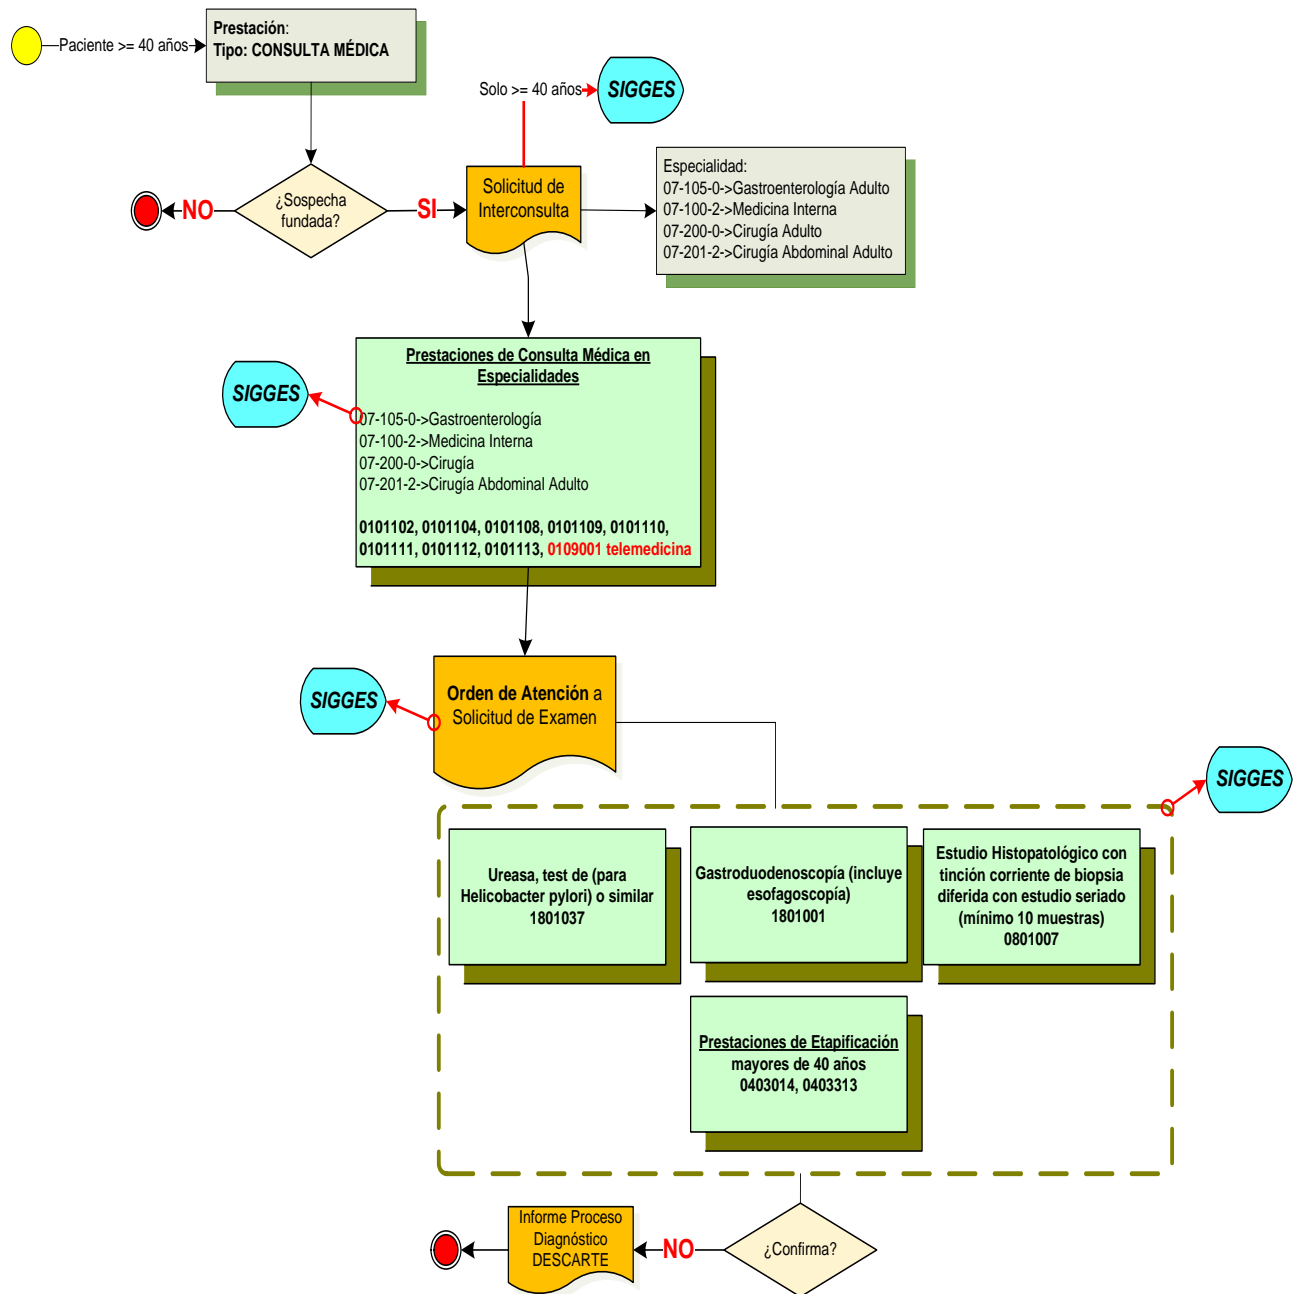 Paciente >= 40 años
Prestación:
Tipo: CONSULTA MÉDICA
Solo >= 40 años
SIGGES
¿Sospecha
fundada?
NO
SI
Solicitud de
Interconsulta
Especialidad:
07-105-0->Gastroenterología Adulto
07-100-2->Medicina Interna
07-200-0->Cirugía Adulto
07-201-2->Cirugía Abdominal Adulto
SIGGES
Prestaciones de Consulta Médica en
Especialidades
07-105-0->Gastroenterología
07-100-2->Medicina Interna
07-200-0->Cirugía
07-201-2->Cirugía Abdominal Adulto
0101102, 0101104, 0101108, 0101109, 0101110,
0101111, 0101112, 0101113, 0109001 telemedicina
SIGGES
Orden de Atención a
Solicitud de Examen
SIGGES
Ureasa, test de (para
Helicobacter pylori) o similar
1801037
Gastroduodenoscopía (incluye
esofagoscopía)
1801001
Estudio Histopatológico con
tinción corriente de biopsia
diferida con estudio seriado
(mínimo 10 muestras)
0801007
Prestaciones de Etapificación
mayores de 40 años
0403014, 0403313
Informe Proceso
Diagnóstico
DESCARTE
NO
¿Confirma?